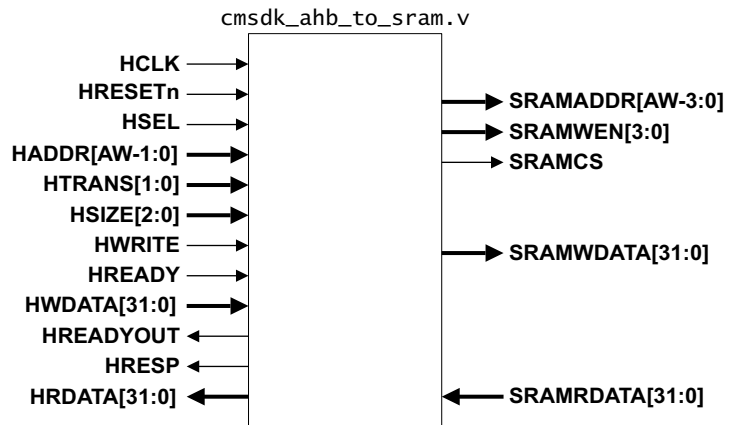 cmsdk_ahb_to_sram.v
HCLK
HRESETn
HSEL
HADDR[AW-1:0]
HTRANS[1:0]
HSIZE[2:0]
HWRITE
HREADY
HWDATA[31:0]
HREADYOUT
HRESP
HRDATA[31:0]
SRAMADDR[AW-3:0]
SRAMWEN[3:0]
SRAMCS
SRAMWDATA[31:0]
SRAMRDATA[31:0]